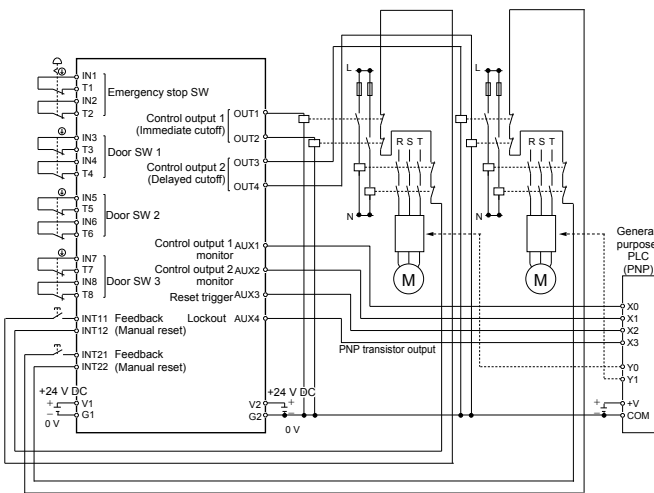 IN1
T1
IN2
T2
Emergency stop SW
IN3
T3
IN4
T4
Door SW 1
IN5
T5
IN6
T6
Door SW 2
IN7
T7
IN8
T8
Door SW 3
INT11 Feedback
INT12 (Manual reset)
INT21 Feedback
INT22 (Manual reset)
+24 V DC
+
−
V1
G1
0 V
Control output 1
(Immediate cutoff)
OUT1
OUT2
Control output 2
(Delayed cutoff)
OUT3
OUT4
Control output 1
monitor
AUX1
Control output 2
monitor
AUX2
Reset trigger AUX3
Lockout AUX4
PNP transistor output
+24 V DC
V2
+
−
G2
0 V
L
R S T
N
M
L
R S T
N
M
General
purpose
PLC
(PNP)
X0
X1
X2
X3
Y0
Y1
+
−
+V
COM